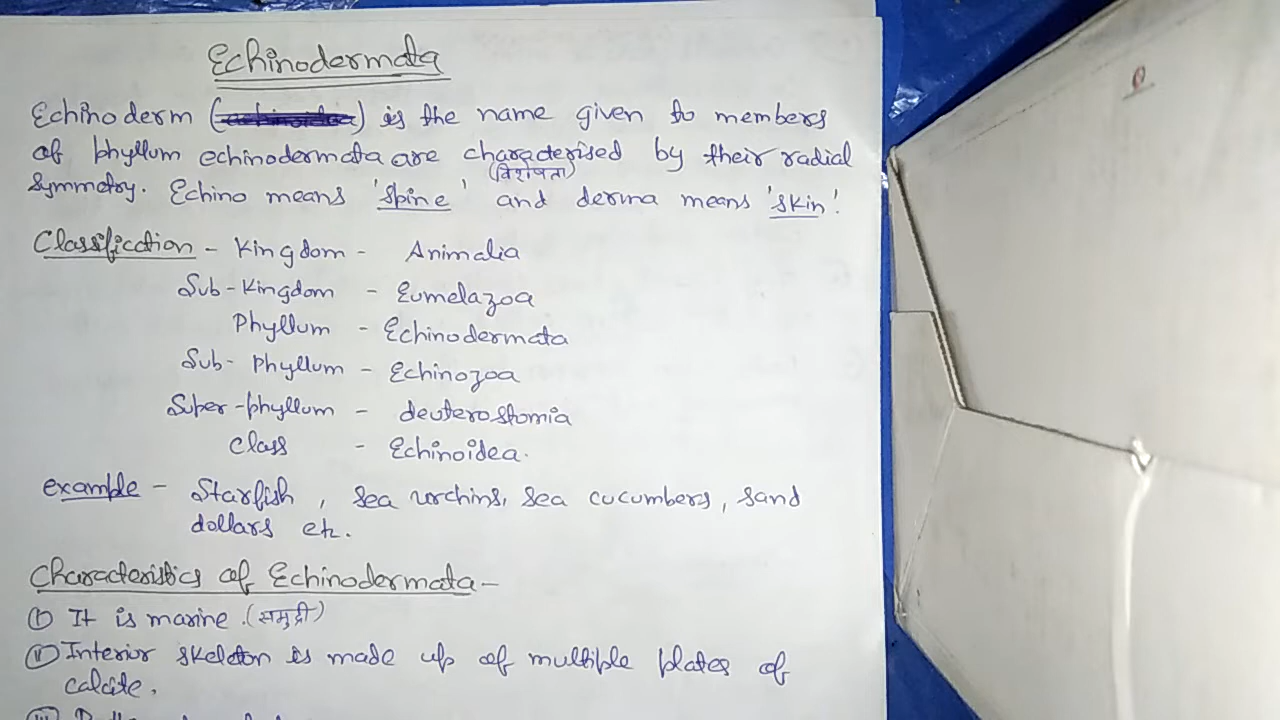 Echinodermata
Echinoderm ( ) is the name given to members
of phyllum echinodermata are characterised by their radial
(विशेषता)
Symmetry. Echino means 'spine' and derma means 'skin'.
Classification - Kingdom - Animalia
Sub-Kingdom - Eumelazoa
Phyllum - Echinodermata
Sub-Phyllum - Echinozoa
Super-phyllum - deuterostomia
Class - Echinoidea.
example - Starfish, sea urchins, sea cucumbers, sand
dollars etc.
Characteristics of Echinodermata -
(i) It is marine. (समुद्री)
(ii) Interior skeleton is made up of multiple plates of
calcite.
(iii)